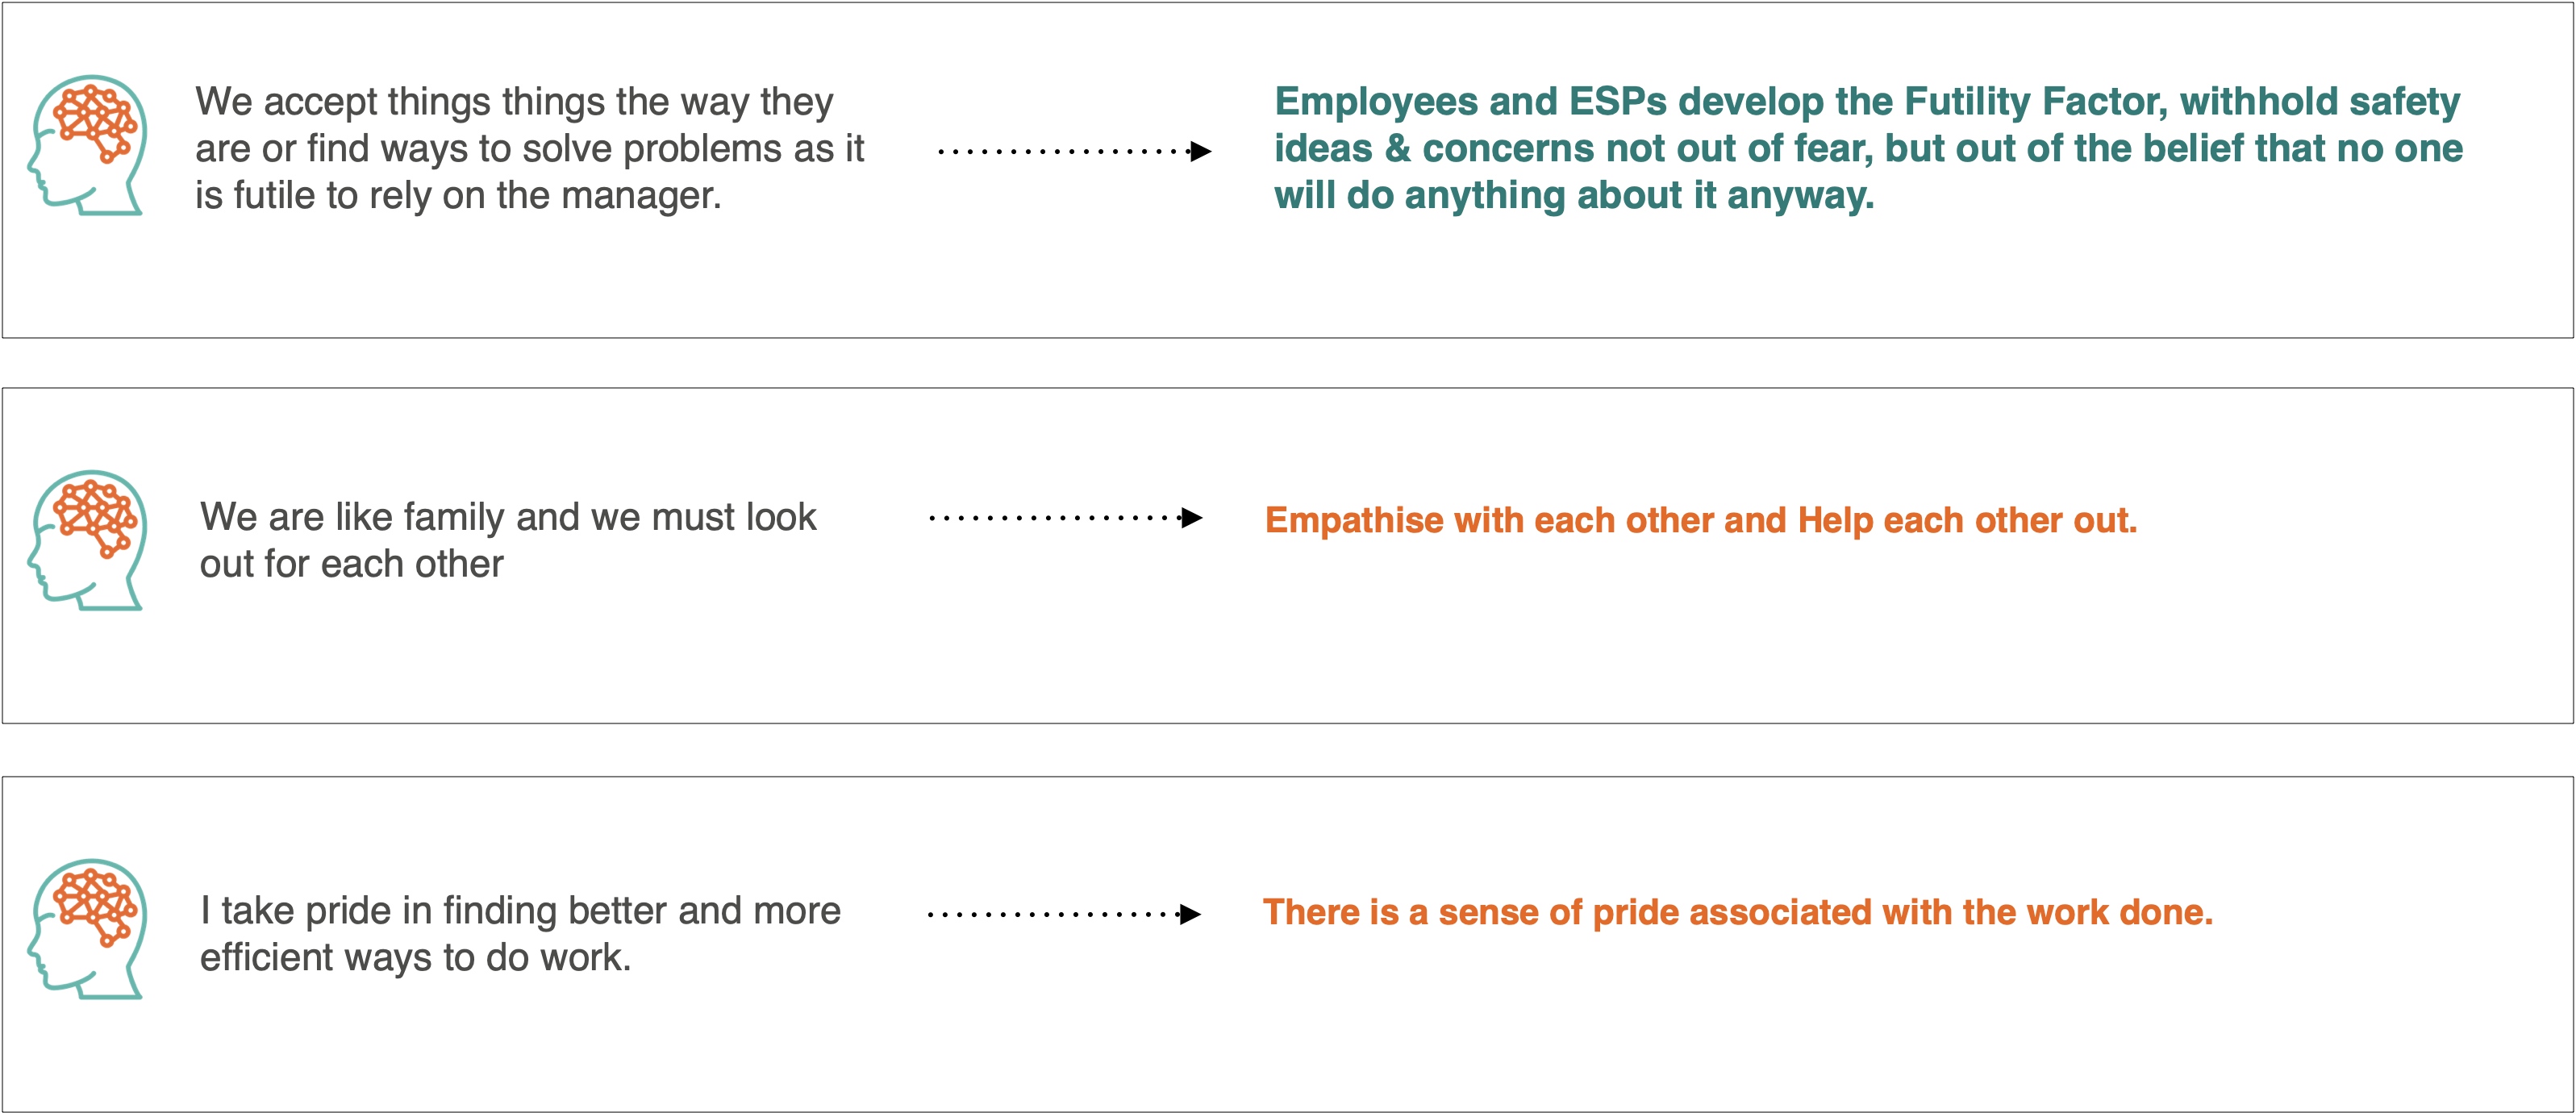 We accept things things the way they
are or find ways to solve problems as it
is futile to rely on the manager.
Employees and ESPs develop the Futility Factor, withhold safety
ideas & concerns not out of fear, but out of the belief that no one
will do anything about it anyway.
We are like family and we must look
out for each other
Empathise with each other and Help each other out.
I take pride in finding better and more
efficient ways to do work.
There is a sense of pride associated with the work done.